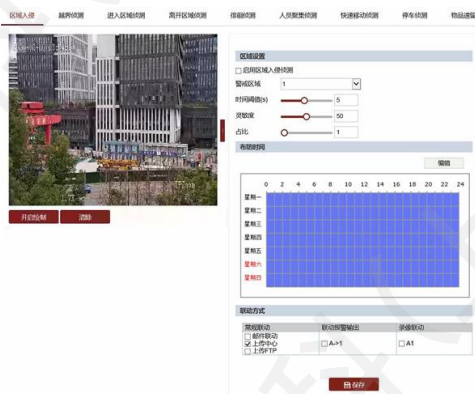 区域入侵 越界侦测 进入区域侦测 离开区域侦测 徘徊侦测 人员聚集侦测 快速移动侦测 停车侦测
开启绘制 清除
区域设置
启用区域入侵侦测
警戒区域 1
时间阈值(s) 5
灵敏度 50
占比 1
布防时间
编辑
0 2 4 6 8 10 12 14 16 18 20 22 24
星期一
星期二
星期三
星期四
星期五
星期六
星期日
联动方式
常规联动 联动报警输出 录像联动
邮件联动
上传中心 A->1 A1
上传FTP
保存